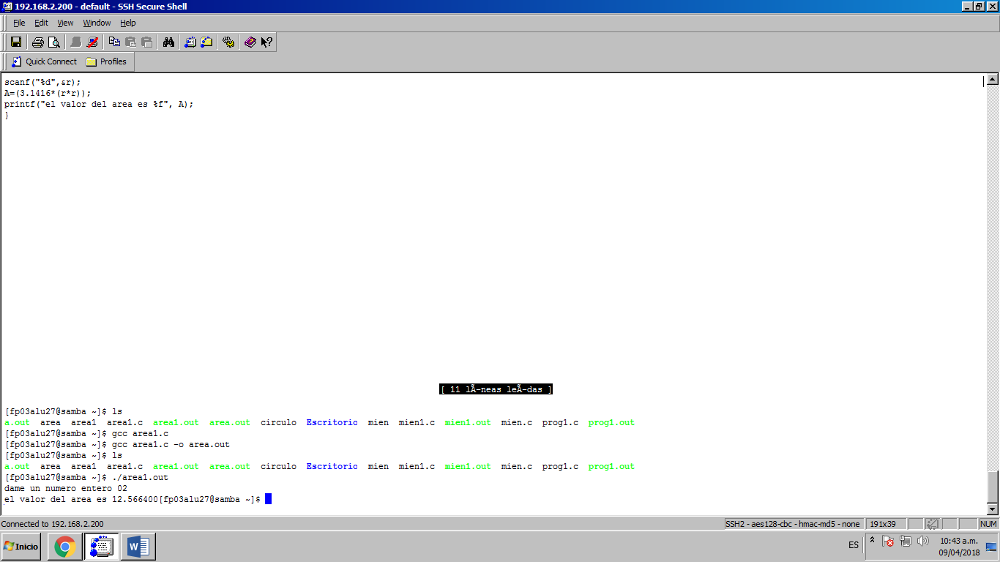 192.168.2.200 - default - SSH Secure Shell
File Edit View Window Help
Quick Connect Profiles
scanf("%d",&r);
A=(3.1416*(r*r));
printf("el valor del area es %f", A);
}
[ 11 lÃ-neas leÃ-das ]
[fp03alu27@samba ~]$ ls
a.out area area1 area1.c area1.out area.out circulo Escritorio mien mien1.c mien1.out mien.c prog1.c prog1.out
[fp03alu27@samba ~]$ gcc area1.c
[fp03alu27@samba ~]$ gcc area1.c -o area.out
[fp03alu27@samba ~]$ ls
a.out area area1 area1.c area1.out area.out circulo Escritorio mien mien1.c mien1.out mien.c prog1.c prog1.out
[fp03alu27@samba ~]$ ./area1.out
dame un numero entero 02
el valor del area es 12.566400[fp03alu27@samba ~]$
Connected to 192.168.2.200 SSH2 - aes128-cbc - hmac-md5 - none 191x39 NUM
Inicio ES 10:43 a.m.
09/04/2018